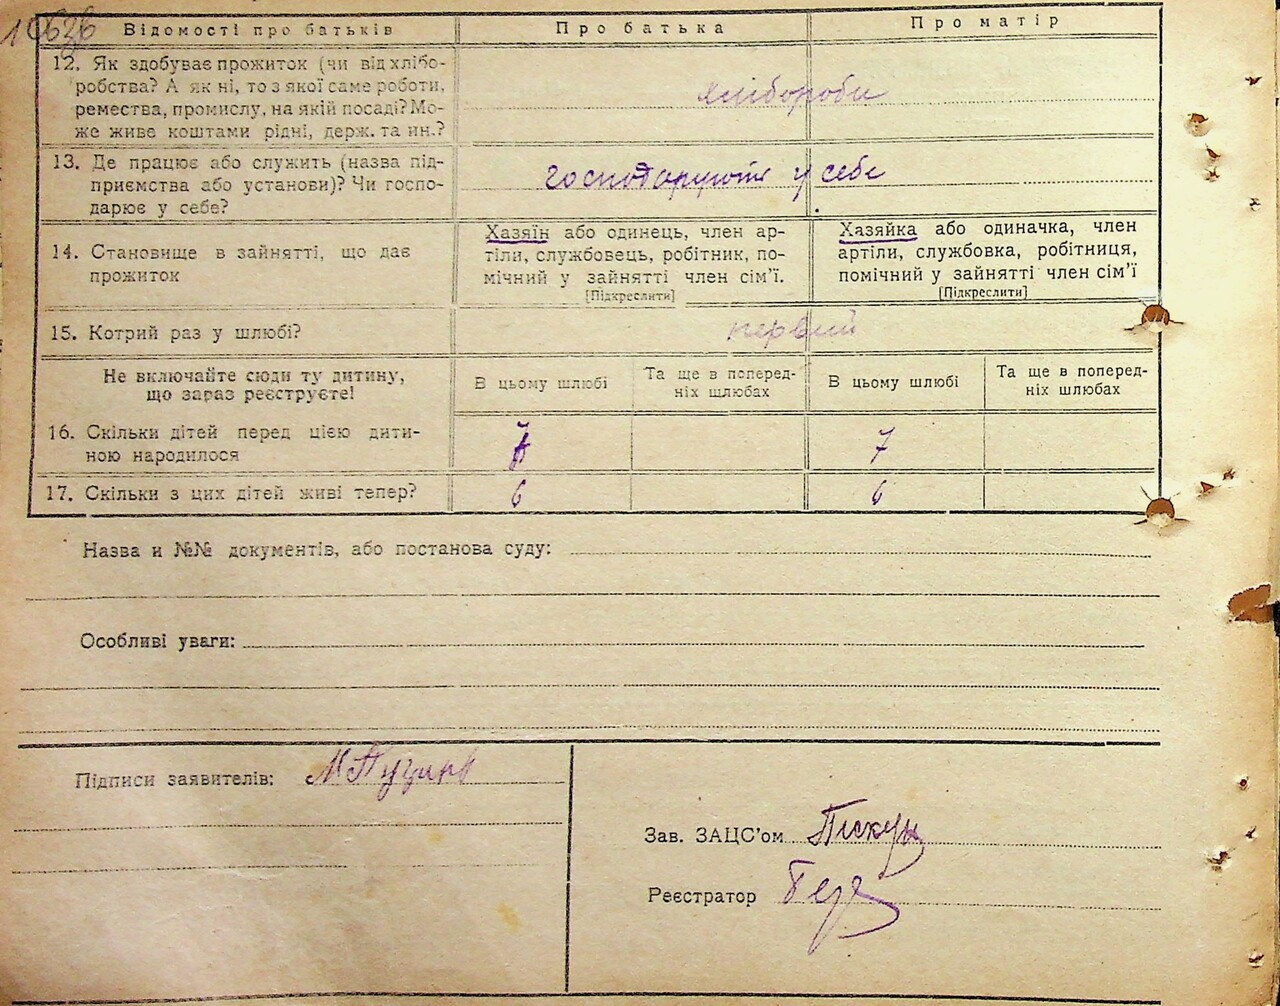 Відомості про батьків
Про батька
Про матір
12. Як здобуває прожиток (чи від хлібо-
робства? А як ні, то з якої саме роботи,
ремества, промислу, на якій посаді? Мо-
же живе коштами рідні, держ. та ин.?
хлібороби
13. Де працює або служить (назва під-
приємства або установи)? Чи госпо-
дарює у себе?
господарують у себе
14. Становище в зайнятті, що дає
прожиток
Хазяїн або одинець, член ар-
тіли, службовець, робітник, по-
мічний у зайнятті член сім'ї.
[Підкреслити]
Хазяйка або одиначка, член
артіли, службовка, робітниця,
помічний у зайнятті член сім'ї
[Підкреслити]
15. Котрий раз у шлюбі?
первий
Не включайте сюди ту дитину,
що зараз реєструєте!
В цьому шлюбі
Та ще в поперед-
ніх шлюбах
В цьому шлюбі
Та ще в поперед-
ніх шлюбах
16. Скільки дітей перед цією дити-
ною народилося
7
7
17. Скільки з цих дітей живі тепер?
6
6
Назва и №№ документів, або постанова суду:
Особливі уваги:
Підписи заявителів:
Зав. ЗАЦС'ом Піскун
Реєстратор